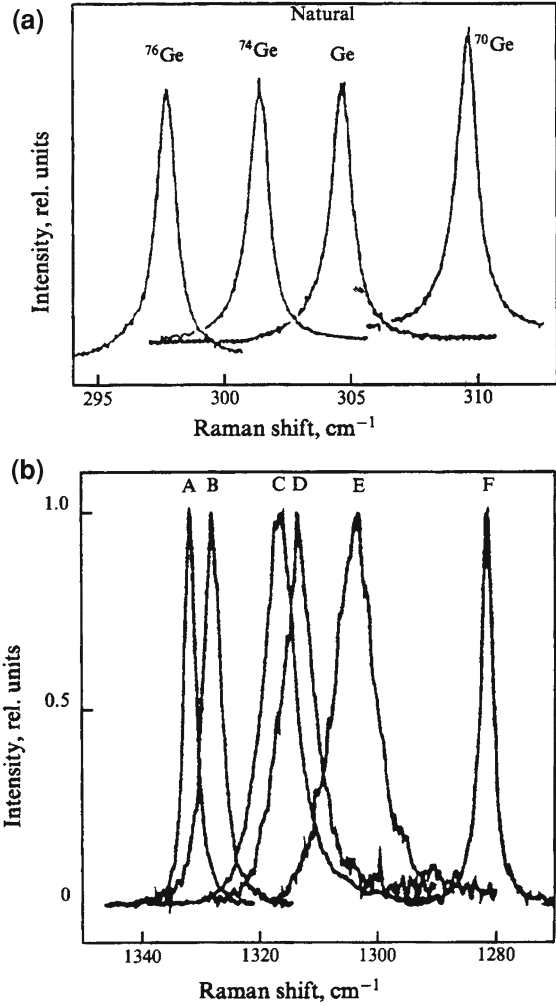 (a)
Natural
⁷⁶Ge ⁷⁴Ge Ge ⁷⁰Ge
Intensity, rel. units
295 300 305 310
Raman shift, cm⁻¹
(b)
A B C D E F
1.0
0.5
0
Intensity, rel. units
1340 1320 1300 1280
Raman shift, cm⁻¹